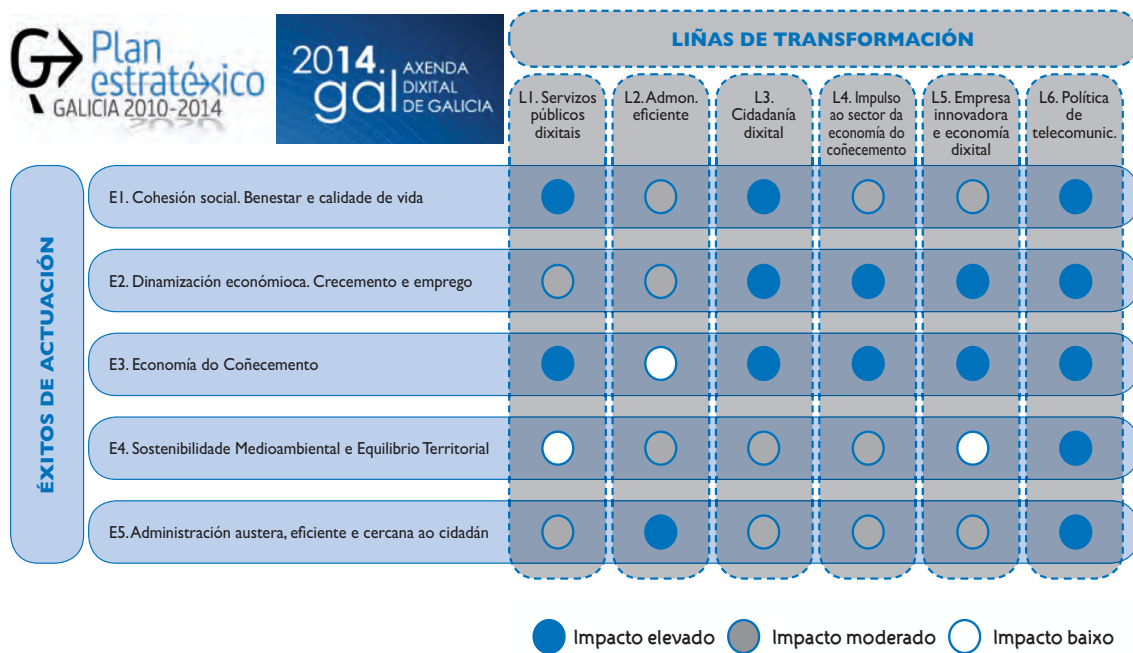 Plan
estratéxico
GALICIA 2010-2014
2014.
gal
AXENDA
DIXITAL
DE GALICIA
LIÑAS DE TRANSFORMACIÓN
L1. Servizos
públicos
dixitais
L2. Admon.
eficiente
L3.
Cidadanía
dixital
L4. Impulso
ao sector da
economía do
coñecemento
L5. Empresa
innovadora
e economía
dixital
L6. Política
de
telecomunic.
ÉXITOS DE ACTUACIÓN
E1. Cohesión social. Benestar e calidade de vida
E2. Dinamización económioca. Crecemento e emprego
E3. Economía do Coñecemento
E4. Sostenibilidade Medioambiental e Equilibrio Territorial
E5. Administración austera, eficiente e cercana ao cidadán
Impacto elevado
Impacto moderado
Impacto baixo